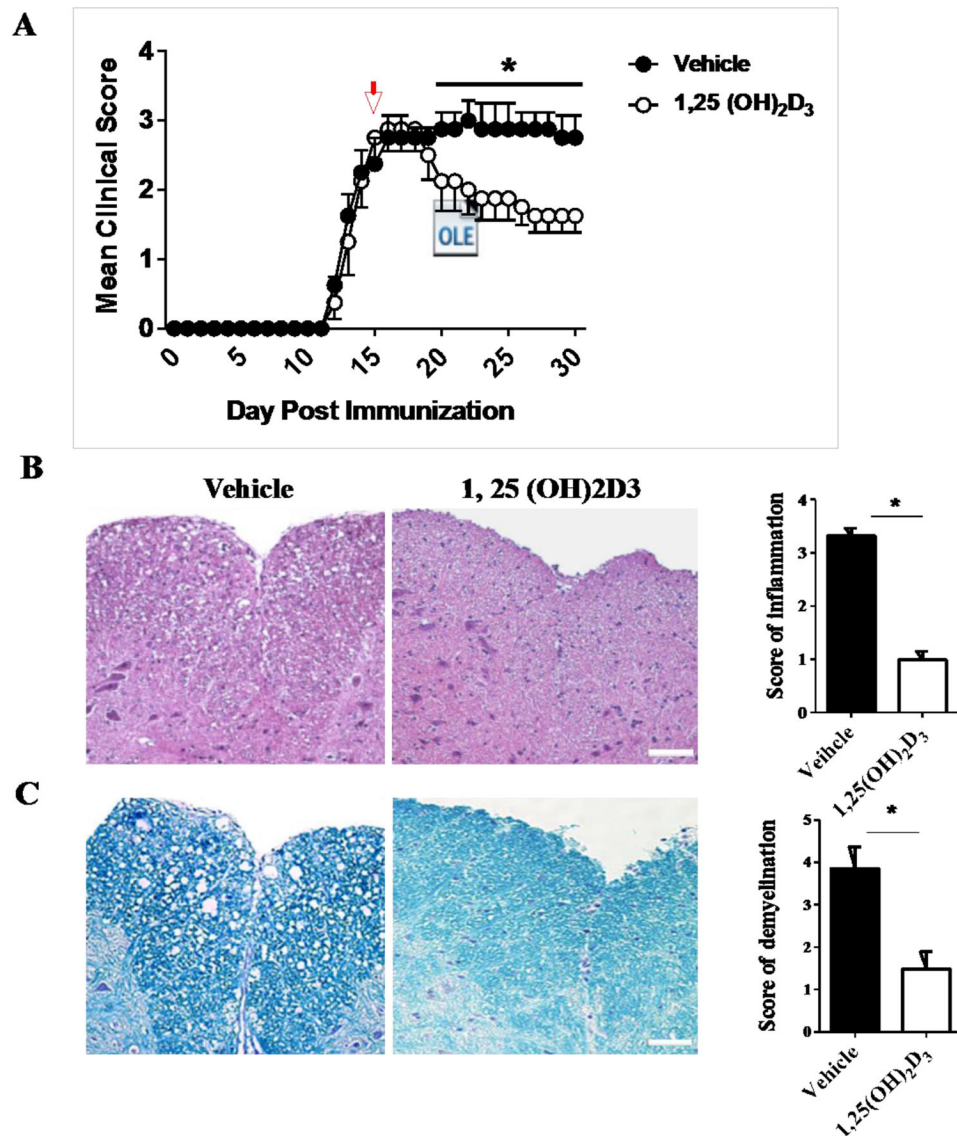 A
Mean Clinical Score
4
3
2
1
0
*
Vehicle
1,25 (OH)₂D₃
OLE
0 5 10 15 20 25 30
Day Post Immunization
B
Vehicle 1, 25 (OH)2D3
Score of inflammation
4
3
2
1
0
*
Veihcle 1,25(OH)₂D₃
C
Score of demyelination
5
4
3
2
1
0
*
Vehicle 1,25(OH)₂D₃